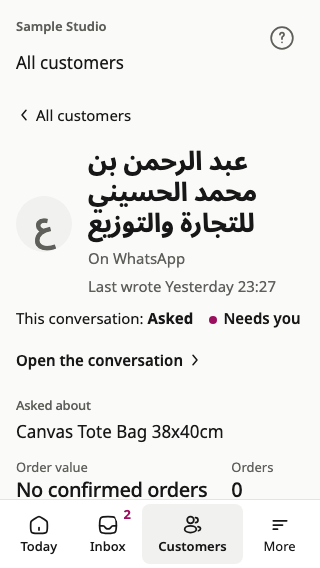 Sample Studio
All customers
?
All customers
عبد الرحمن بن
محمد الحسيني
للتجارة والتوزيع
ع
On WhatsApp
Last wrote Yesterday 23:27
This conversation: Asked • Needs you
Open the conversation
Asked about
Canvas Tote Bag 38x40cm
Order value Orders
No confirmed orders 0
2
Today Inbox Customers More